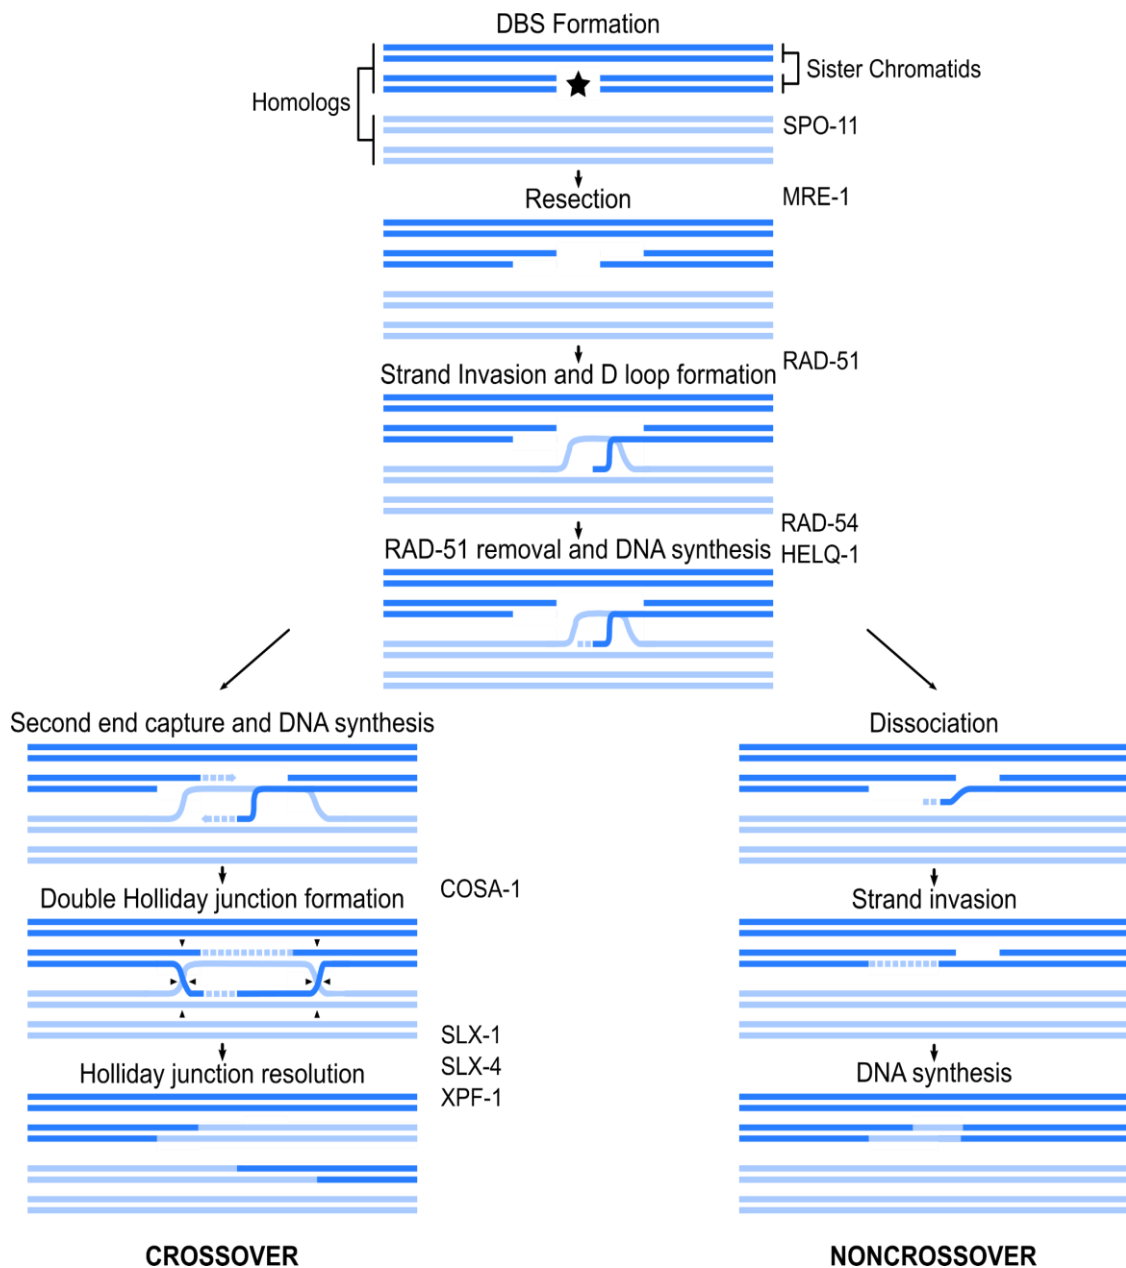 DBS Formation
Homologs
Sister Chromatids
SPO-11
Resection
MRE-1
Strand Invasion and D loop formation
RAD-51
RAD-51 removal and DNA synthesis
RAD-54
HELQ-1
Second end capture and DNA synthesis
Double Holliday junction formation
COSA-1
Holliday junction resolution
SLX-1
SLX-4
XPF-1
CROSSOVER
Dissociation
Strand invasion
DNA synthesis
NONCROSSOVER